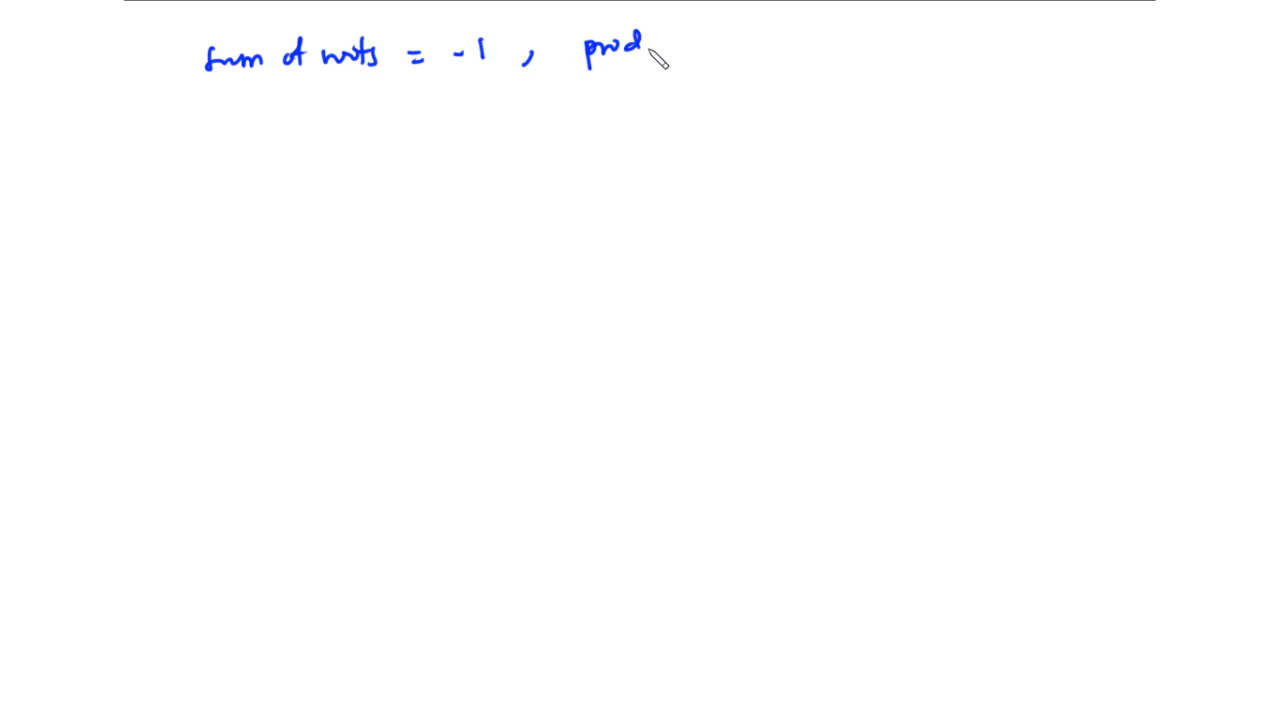 sum of roots = -1 , prod